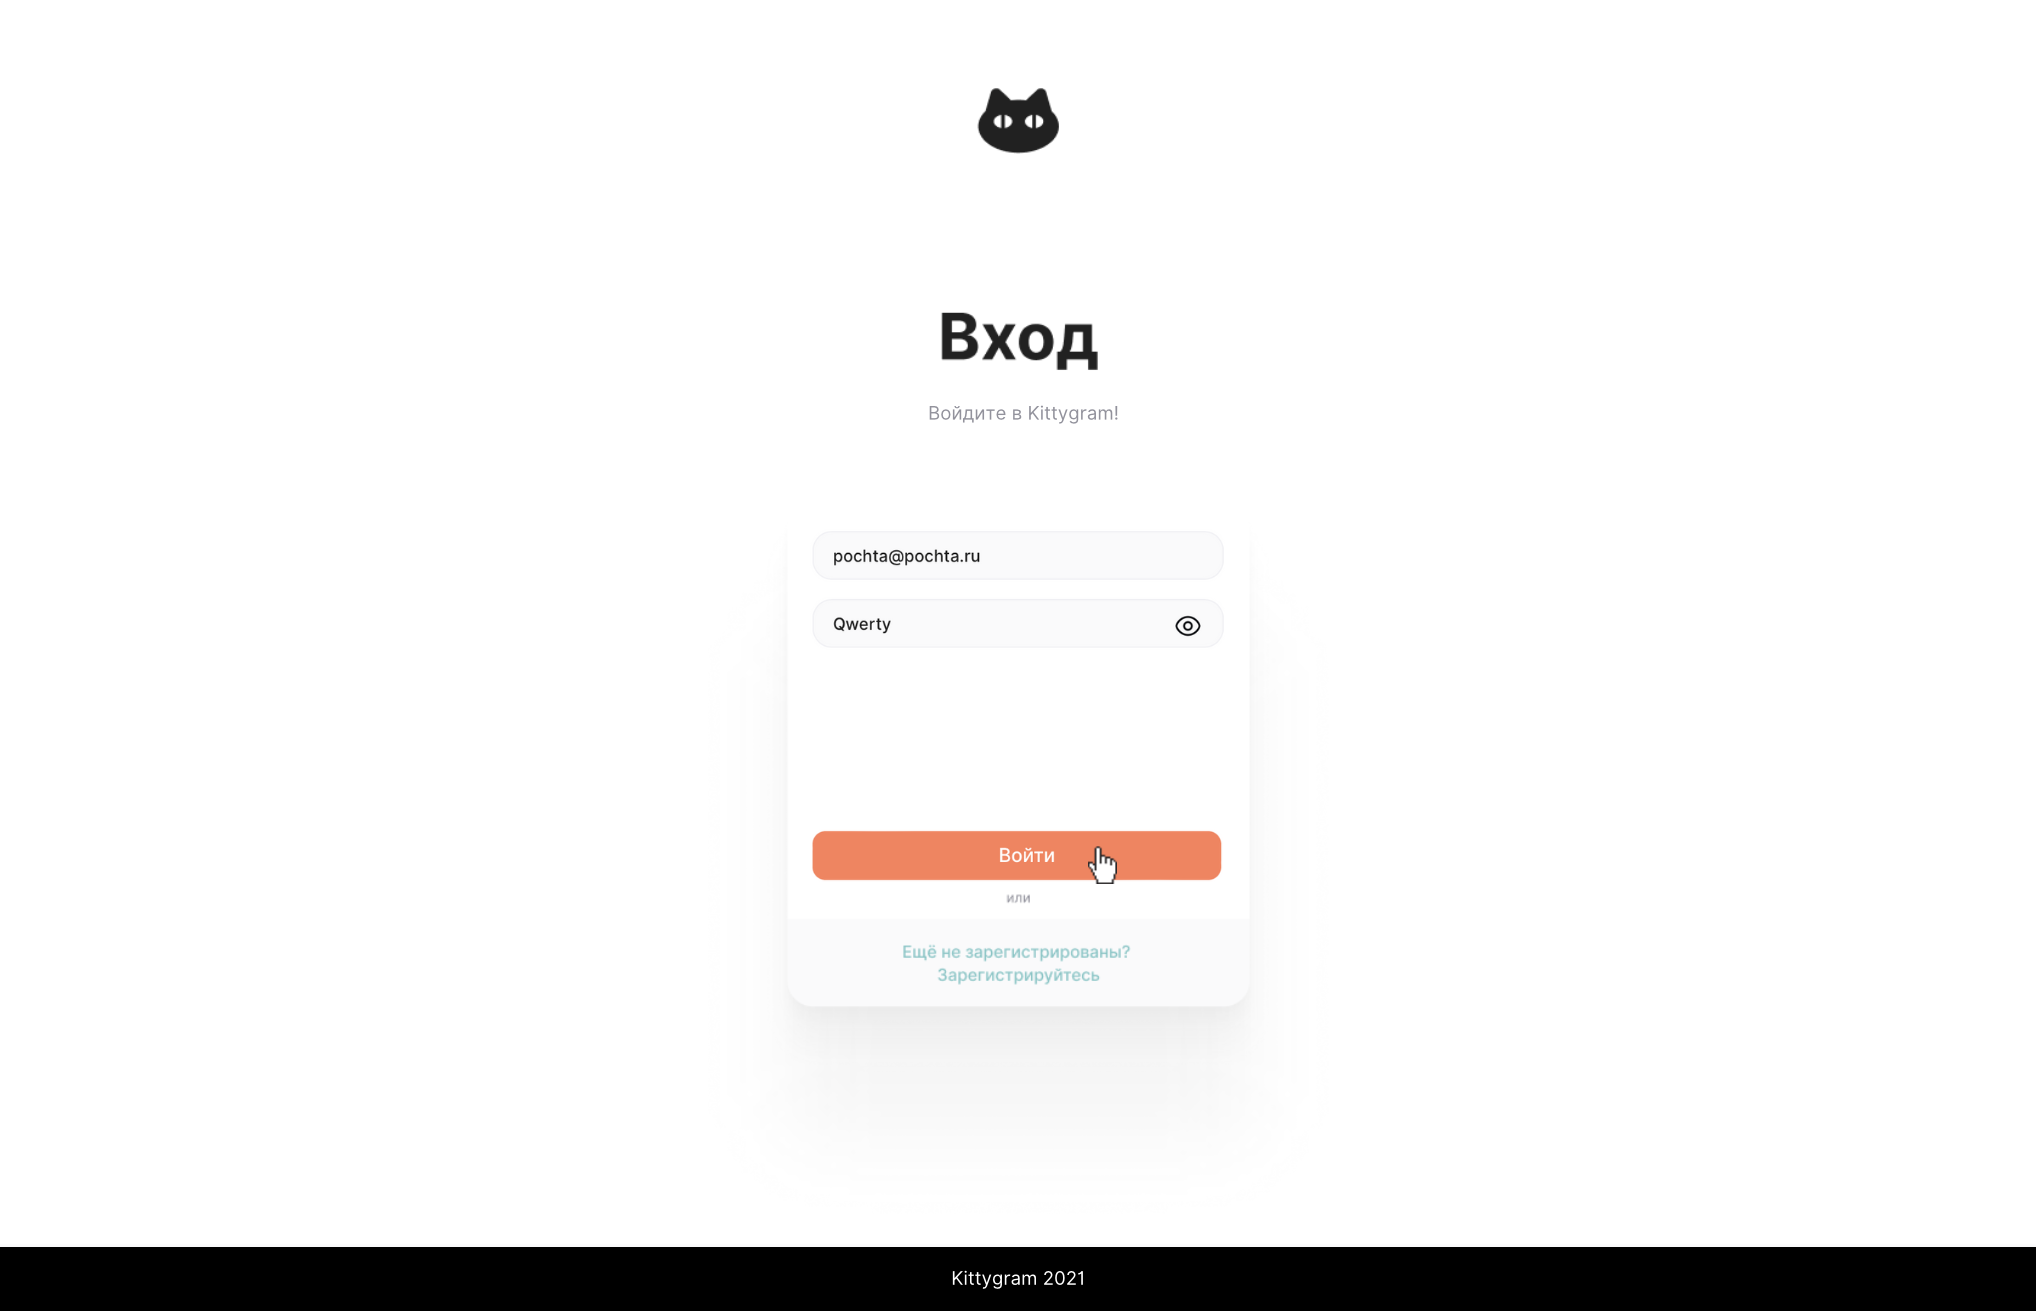 Вход
Войдите в Kittygram!
pochta@pochta.ru
Qwerty
Войти
или
Ещё не зарегистрированы?
Зарегистрируйтесь
Kittygram 2021